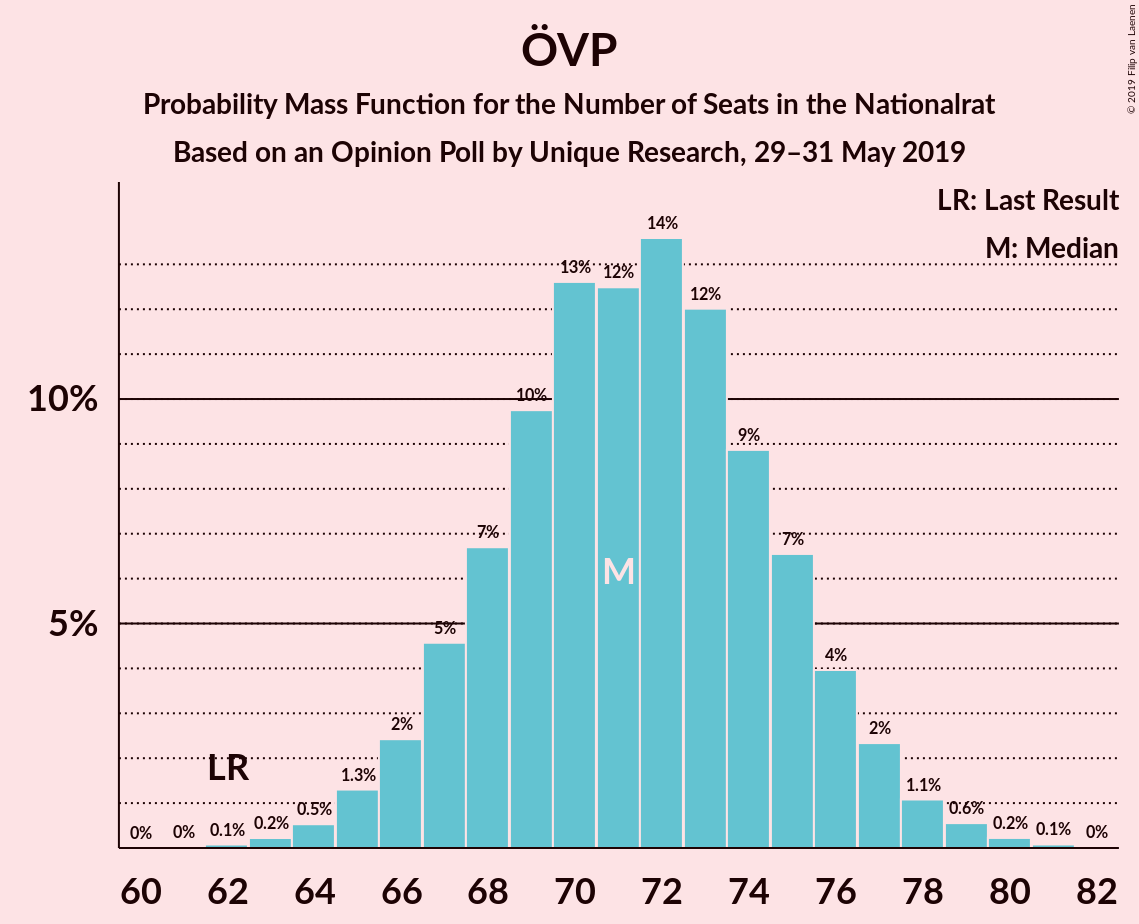 ÖVP
Probability Mass Function for the Number of Seats in the Nationalrat
Based on an Opinion Poll by Unique Research, 29–31 May 2019
© 2019 Filip van Laenen
LR: Last Result
M: Median
10%
5%
0%
0%
0.1%
0.2%
0.5%
1.3%
2%
5%
7%
10%
13%
12%
14%
12%
9%
7%
4%
2%
1.1%
0.6%
0.2%
0.1%
0%
LR
M
60 62 64 66 68 70 72 74 76 78 80 82